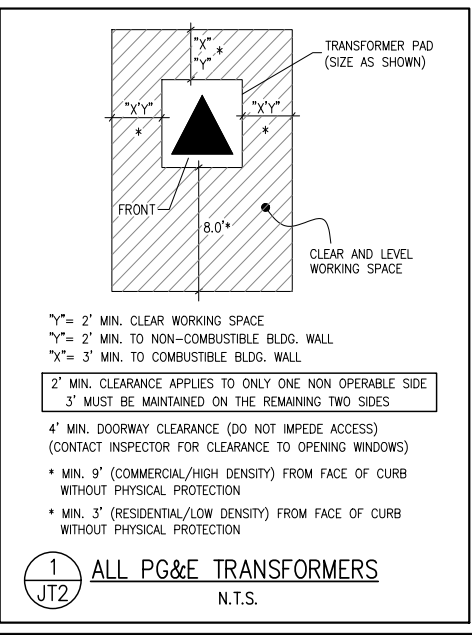 "X"
*
"Y"
TRANSFORMER PAD
(SIZE AS SHOWN)
"X'Y"
*
"X'Y"
*
FRONT
8.0'*
CLEAR AND LEVEL
WORKING SPACE
"Y"= 2' MIN. CLEAR WORKING SPACE
"Y"= 2' MIN. TO NON-COMBUSTIBLE BLDG. WALL
"X"= 3' MIN. TO COMBUSTIBLE BLDG. WALL
2' MIN. CLEARANCE APPLIES TO ONLY ONE NON OPERABLE SIDE
3' MUST BE MAINTAINED ON THE REMAINING TWO SIDES
4' MIN. DOORWAY CLEARANCE (DO NOT IMPEDE ACCESS)
(CONTACT INSPECTOR FOR CLEARANCE TO OPENING WINDOWS)
* MIN. 9' (COMMERCIAL/HIGH DENSITY) FROM FACE OF CURB
WITHOUT PHYSICAL PROTECTION
* MIN. 3' (RESIDENTIAL/LOW DENSITY) FROM FACE OF CURB
WITHOUT PHYSICAL PROTECTION
1
JT2
ALL PG&E TRANSFORMERS
N.T.S.